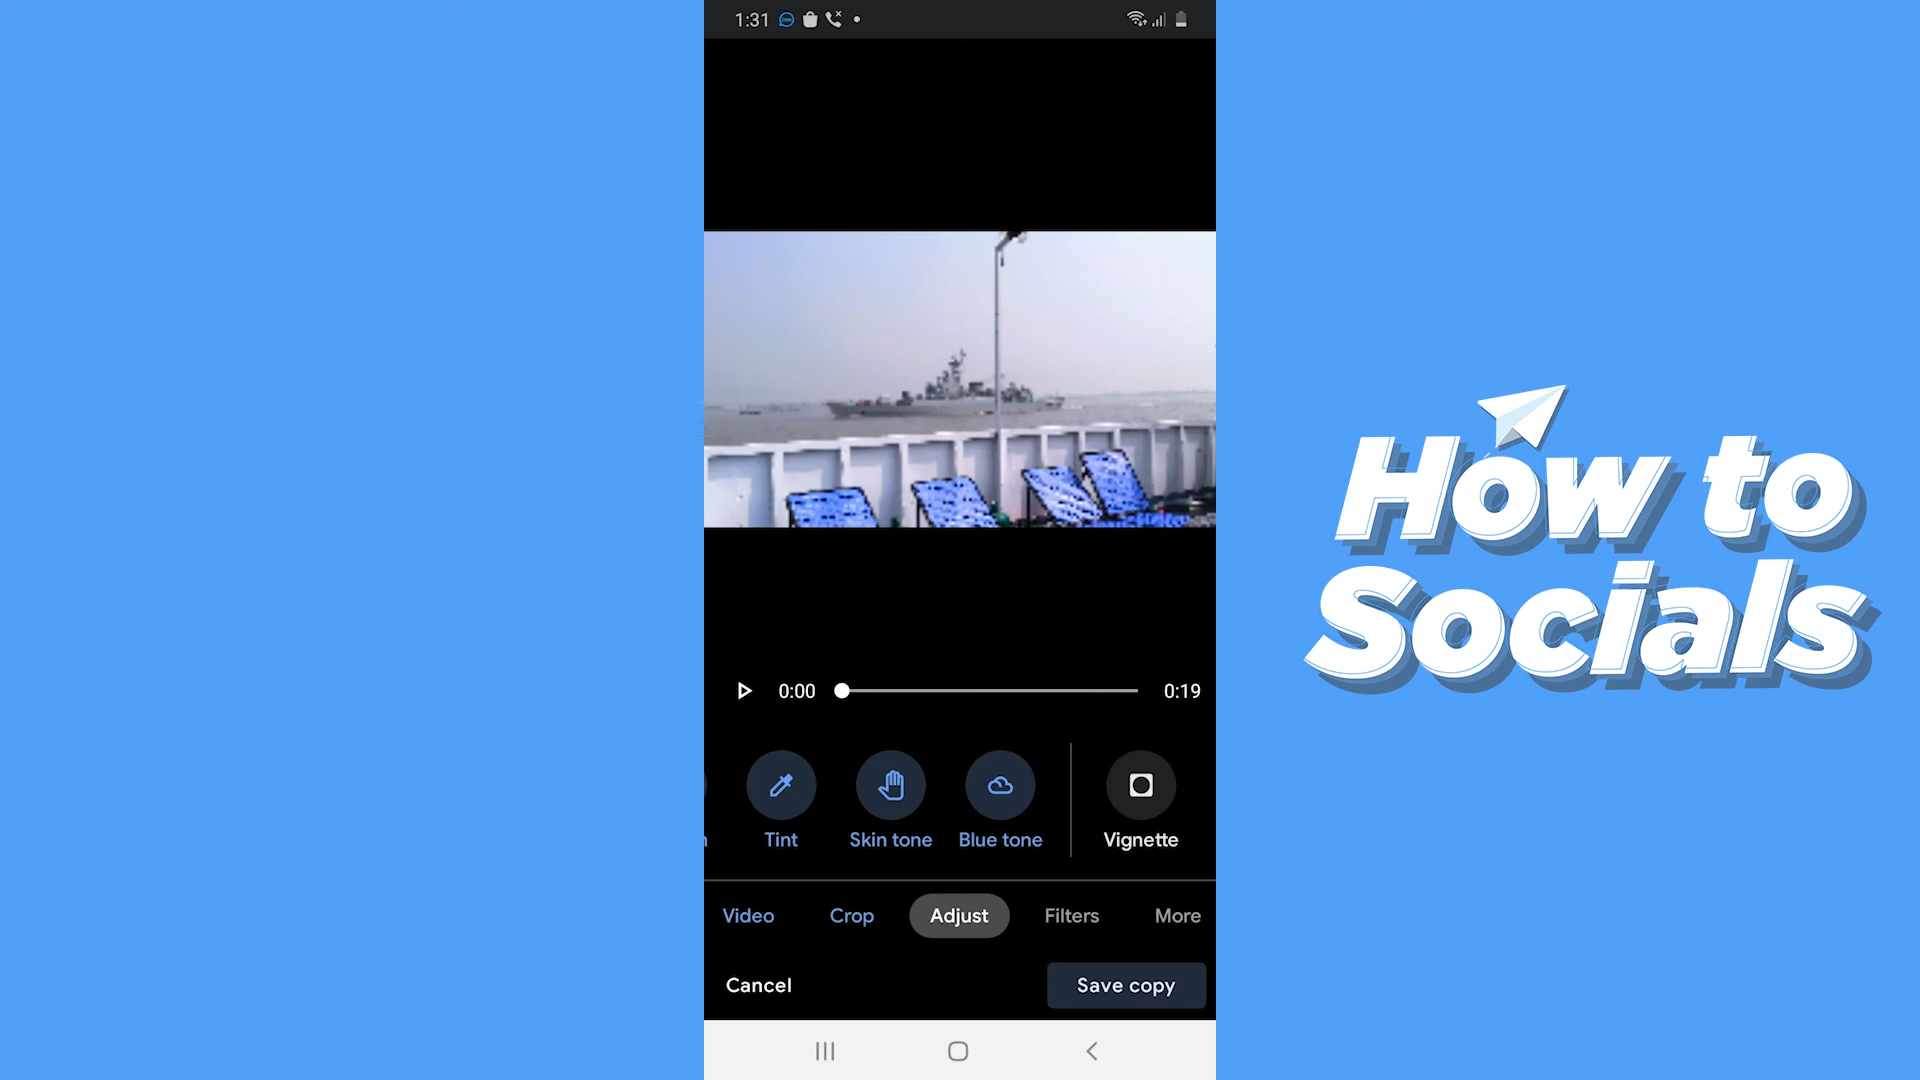 1:31
How to
Socials
0:00
0:19
Tint
Skin tone
Blue tone
Vignette
Video
Crop
Adjust
Filters
More
Cancel
Save copy